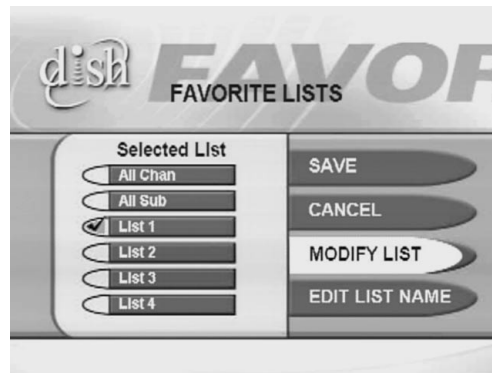 dish
FAVOR
FAVORITE LISTS
Selected List
All Chan
All Sub
List 1
List 2
List 3
List 4
SAVE
CANCEL
MODIFY LIST
EDIT LIST NAME